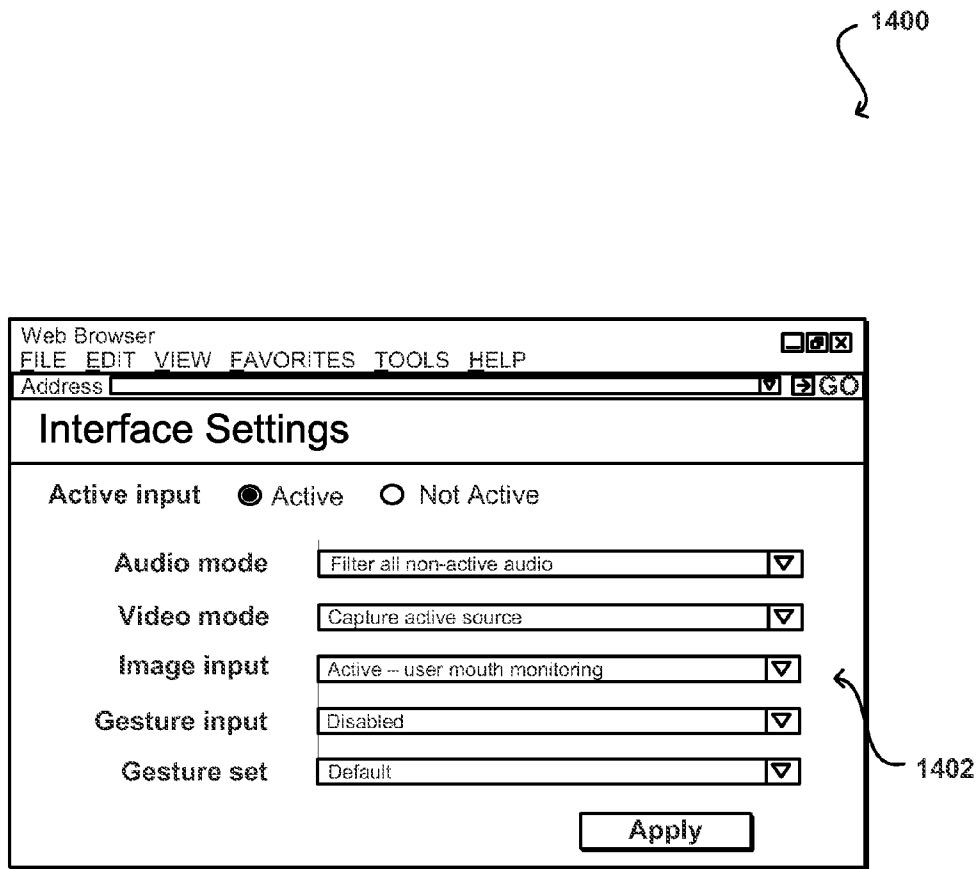 1400
Web Browser
FILE EDIT VIEW FAVORITES TOOLS HELP
Address GO
Interface Settings
Active input Active Not Active
Audio mode Filter all non-active audio
Video mode Capture active source
Image input Active – user mouth monitoring
Gesture input Disabled
Gesture set Default
1402
Apply